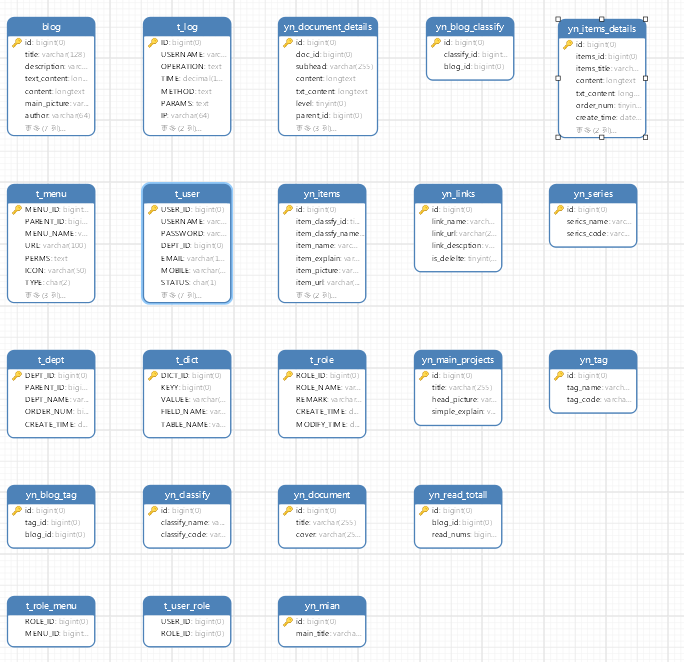 blog
id: bigint(0)
title: varchar(128)
description: varc...
text_content: lon...
content: longtext
main_picture: var...
author: varchar(64)
更多 (7 列)...
t_log
ID: bigint(0)
USERNAME: varc...
OPERATION: text
TIME: decimal(1...
METHOD: text
PARAMS: text
IP: varchar(64)
更多 (2 列)...
yn_document_details
id: bigint(0)
doc_id: bigint(0)
subhead: varchar(255)
content: longtext
txt_content: longtext
level: tinyint(0)
parent_id: bigint(0)
更多 (3 列)...
yn_blog_classify
id: bigint(0)
classify_id: bigint...
blog_id: bigint(0)
yn_items_details
id: bigint(0)
items_id: bigint(0)
items_title: varch...
content: longtext
txt_content: long...
order_num: tinyin...
create_time: date...
更多 (2 列)...
t_menu
MENU_ID: bigint...
PARENT_ID: bigi...
MENU_NAME: v...
URL: varchar(100)
PERMS: text
ICON: varchar(50)
TYPE: char(2)
更多 (3 列)...
t_user
USER_ID: bigint(0)
USERNAME: varc...
PASSWORD: varc...
DEPT_ID: bigint(0)
EMAIL: varchar(1...
MOBILE: varchar(...
STATUS: char(1)
更多 (7 列)...
yn_items
id: bigint(0)
item_classfy_id: ti...
item_classfy_name...
item_name: varc...
item_explain: var...
item_picture: var...
item_url: varchar(...
更多 (2 列)...
yn_links
id: bigint(0)
link_name: varch...
link_url: varchar(2...
link_descption: v...
is_delelte: tinyint(...
yn_series
id: bigint(0)
serics_name: varc...
serics_code: varc...
t_dept
DEPT_ID: bigint(0)
PARENT_ID: bigi...
DEPT_NAME: var...
ORDER_NUM: bi...
CREATE_TIME: d...
t_dict
DICT_ID: bigint(0)
KEYY: bigint(0)
VALUEE: varchar(...
FIELD_NAME: var...
TABLE_NAME: va...
t_role
ROLE_ID: bigint(0)
ROLE_NAME: var...
REMARK: varchar...
CREATE_TIME: d...
MODIFY_TIME: d...
yn_main_projects
id: bigint(0)
title: varchar(255)
head_picture: var...
simple_explain: v...
yn_tag
id: bigint(0)
tag_name: varch...
tag_code: varcha...
yn_blog_tag
id: bigint(0)
tag_id: bigint(0)
blog_id: bigint(0)
yn_classify
id: bigint(0)
classify_name: va...
classify_code: var...
yn_document
id: bigint(0)
title: varchar(255)
cover: varchar(25...
yn_read_totall
id: bigint(0)
blog_id: bigint(0)
read_nums: bigin...
t_role_menu
ROLE_ID: bigint(0)
MENU_ID: bigint...
t_user_role
USER_ID: bigint(0)
ROLE_ID: bigint(0)
yn_mian
id: bigint(0)
main_title: varcha...